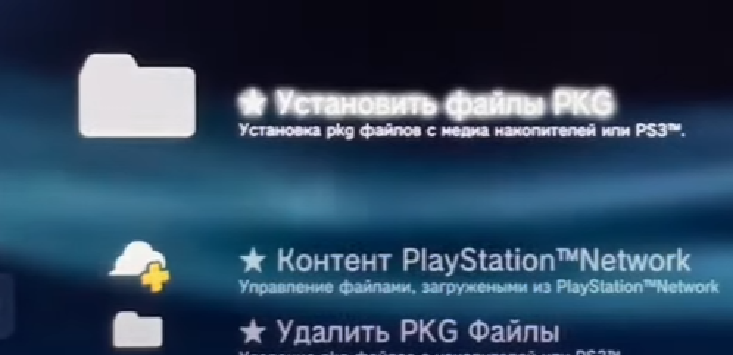 ★ Установить файлы PKG
Установка pkg файлов с медиа накопителей или PS3™.
★ Контент PlayStation™Network
Управление файлами, загружеными из PlayStation™Network
★ Удалить PKG Файлы